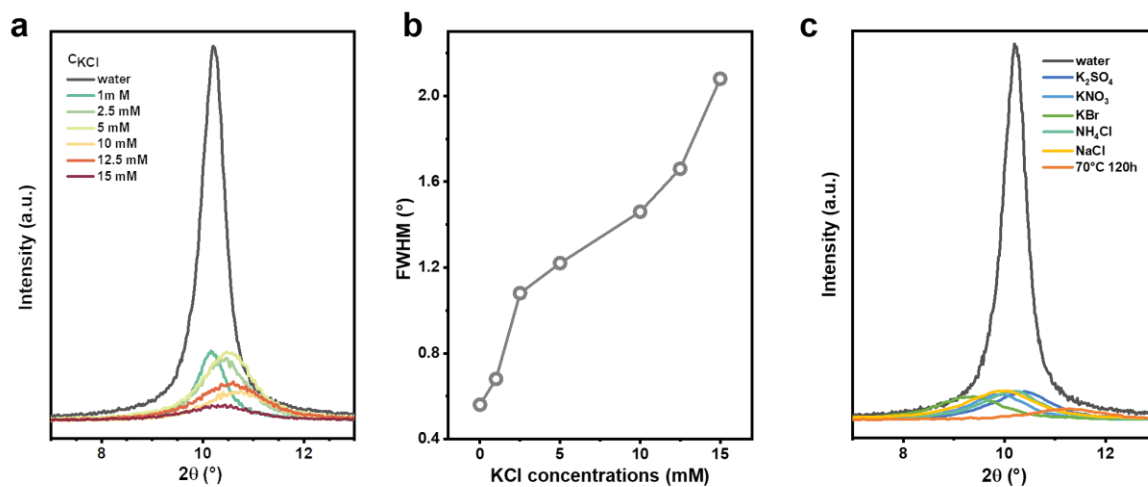 a
C_KCl
water
1m M
2.5 mM
5 mM
10 mM
12.5 mM
15 mM
Intensity (a.u.)
8 10 12
2θ (°)
b
2.0
1.6
1.2
0.8
0.4
FWHM (°)
0 5 10 15
KCl concentrations (mM)
c
water
K₂SO₄
KNO₃
KBr
NH₄Cl
NaCl
70°C 120h
Intensity (a.u.)
8 10 12
2θ (°)